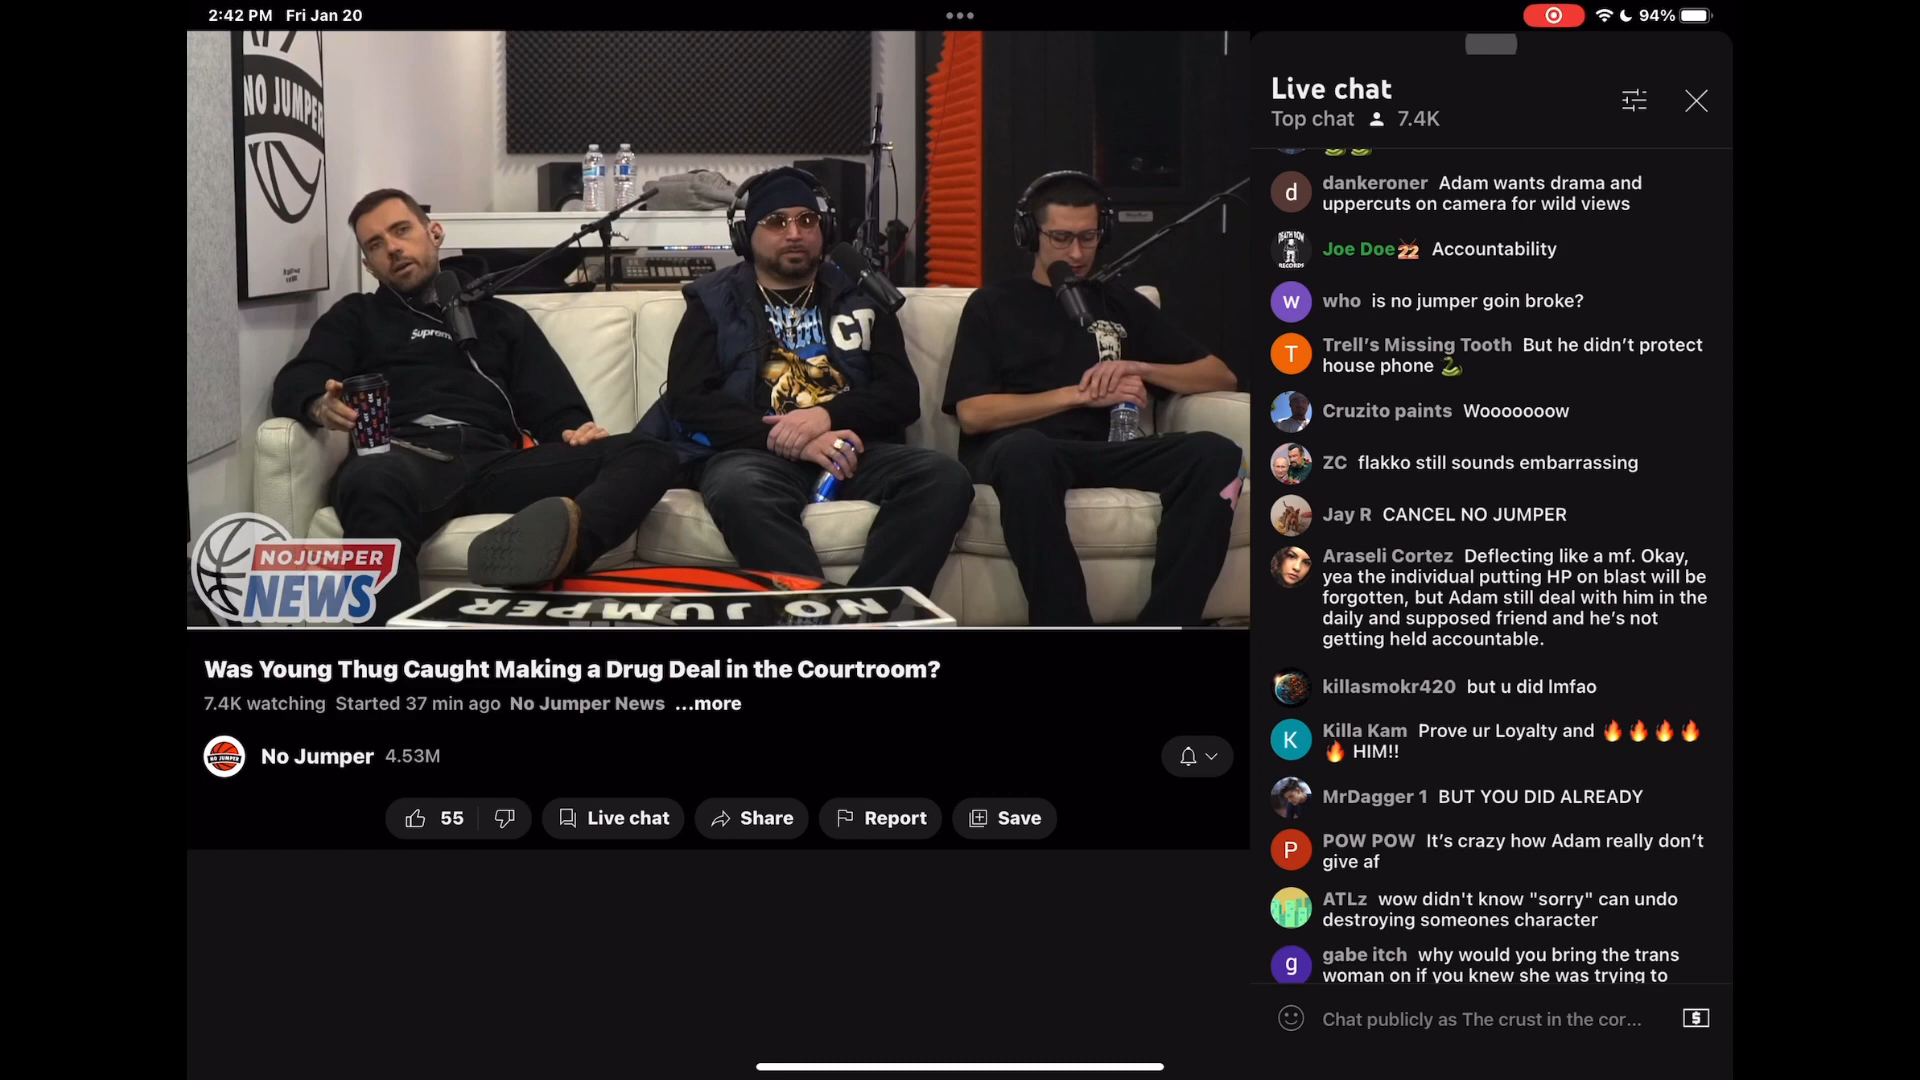 2:42 PM Fri Jan 20
94%
NO JUMPER
Supreme
NOJUMPER
NEWS
NO JUMPER
Was Young Thug Caught Making a Drug Deal in the Courtroom?
7.4K watching Started 37 min ago No Jumper News ...more
No Jumper 4.53M
55 Live chat Share Report Save
Live chat
Top chat 7.4K
🐍🐍
d dankeroner Adam wants drama and
uppercuts on camera for wild views
Joe Doe Accountability
w who is no jumper goin broke?
T Trell’s Missing Tooth But he didn’t protect
house phone 🐍
Cruzito paints Wooooooow
ZC flakko still sounds embarrassing
Jay R CANCEL NO JUMPER
Araseli Cortez Deflecting like a mf. Okay,
yea the individual putting HP on blast will be
forgotten, but Adam still deal with him in the
daily and supposed friend and he’s not
getting held accountable.
killasmokr420 but u did lmfao
K Killa Kam Prove ur Loyalty and 🔥🔥🔥🔥
🔥 HIM!!
MrDagger 1 BUT YOU DID ALREADY
P POW POW It’s crazy how Adam really don’t
give af
ATLz wow didn't know "sorry" can undo
destroying someones character
g gabe itch why would you bring the trans
woman on if you knew she was trying to
Chat publicly as The crust in the cor...